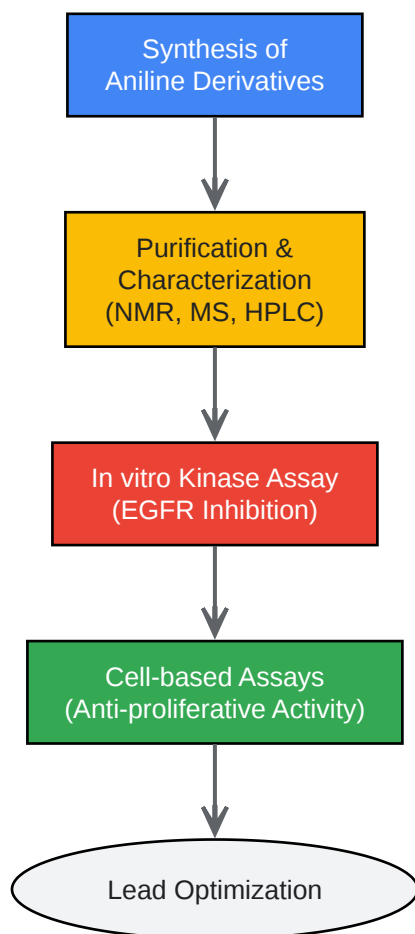 Synthesis of
Aniline Derivatives
Purification &
Characterization
(NMR, MS, HPLC)
In vitro Kinase Assay
(EGFR Inhibition)
Cell-based Assays
(Anti-proliferative Activity)
Lead Optimization